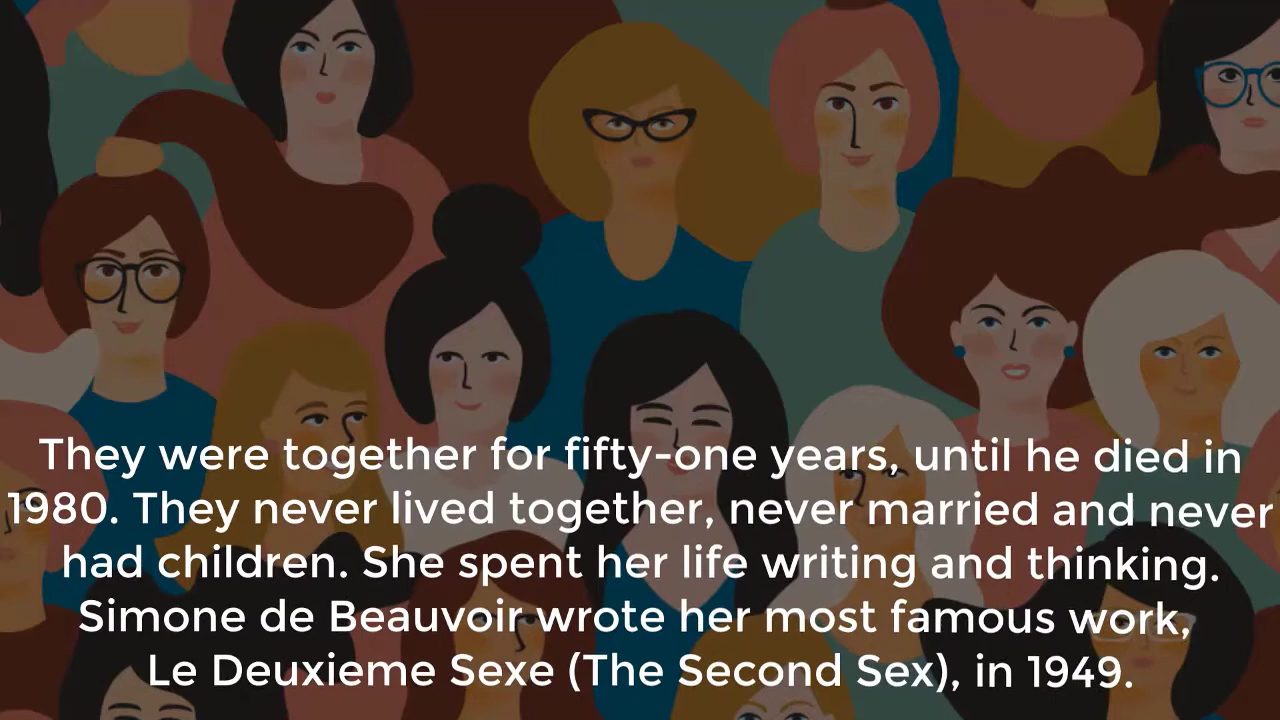 They were together for fifty-one years, until he died in
1980. They never lived together, never married and never
had children. She spent her life writing and thinking.
Simone de Beauvoir wrote her most famous work,
Le Deuxieme Sexe (The Second Sex), in 1949.